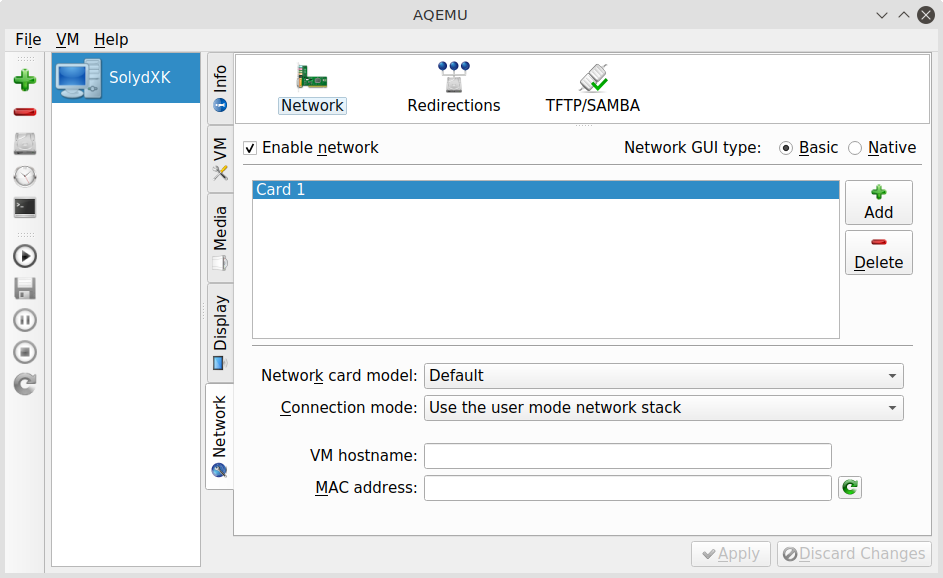 AQEMU
File VM Help
SolydXK
Info
VM
Media
Display
Network
Network Redirections TFTP/SAMBA
Enable network Network GUI type: Basic Native
Card 1
Add
Delete
Network card model: Default
Connection mode: Use the user mode network stack
VM hostname:
MAC address:
Apply Discard Changes